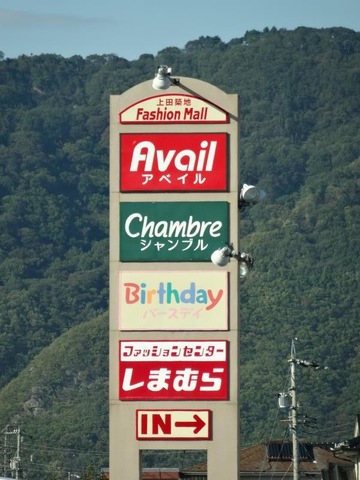 上田築地
Fashion Mall
Avail
アベイル
Chambre
シャンブル
Birthday
バースデイ
ファッションセンター
しまむら
IN→